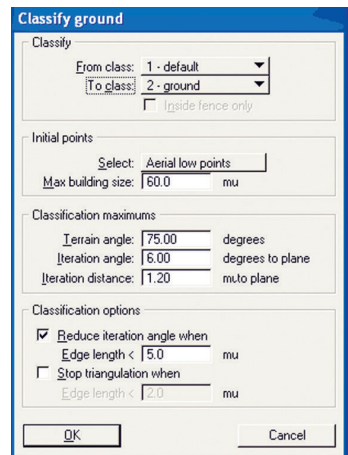 Classify ground
Classify
From class: 1 - default
To class: 2 - ground
Inside fence only
Initial points
Select: Aerial low points
Max building size: 60.0 mu
Classification maximums
Terrain angle: 75.00 degrees
Iteration angle: 6.00 degrees to plane
Iteration distance: 1.20 muto plane
Classification options
Reduce iteration angle when
Edge length < 5.0 mu
Stop triangulation when
Edge length < 2.0 mu
OK Cancel